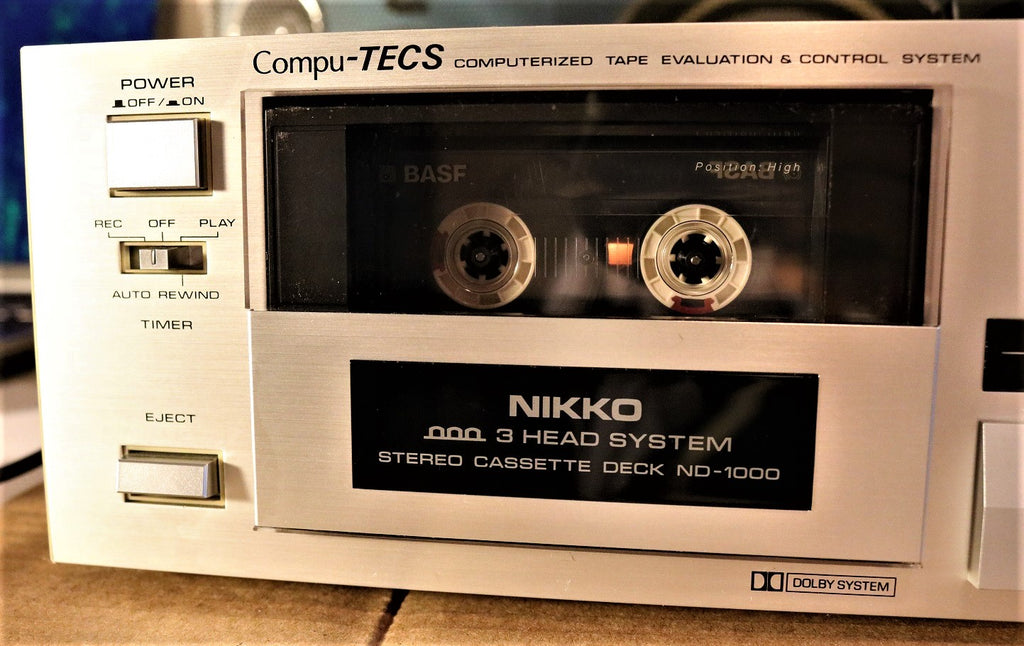 Compu-TECS COMPUTERIZED TAPE EVALUATION & CONTROL SYSTEM
POWER
OFF / ON
REC OFF PLAY
AUTO REWIND
TIMER
EJECT
BASF
Position: High
BASF
NIKKO
3 HEAD SYSTEM
STEREO CASSETTE DECK ND-1000
DOLBY SYSTEM